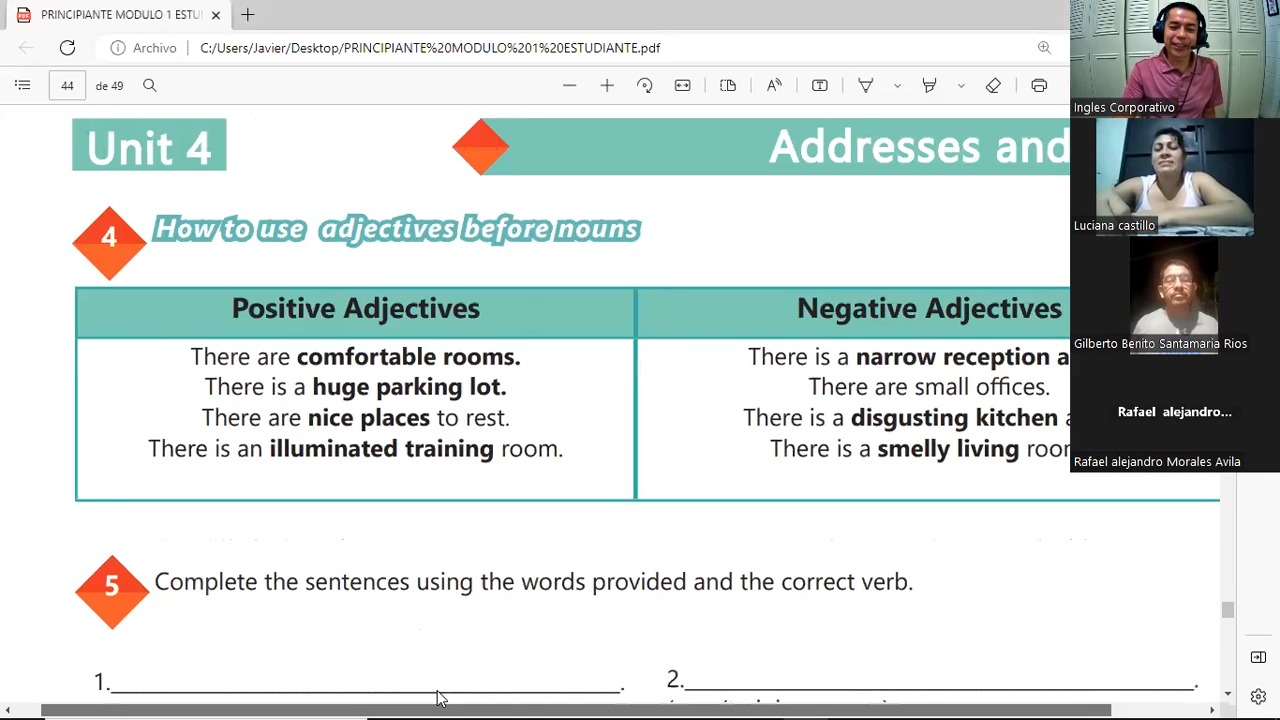 PRINCIPIANTE MODULO 1 ESTU
Archivo
C:/Users/Javier/Desktop/PRINCIPIANTE%20MODULO%201%20ESTUDIANTE.pdf
44
de 49
Ingles Corporativo
Luciana castillo
Gilberto Benito Santamaria Rios
Rafael alejandro...
Rafael alejandro Morales Avila
Unit 4
Addresses and
4
How to use adjectives before nouns
Positive Adjectives
There are comfortable rooms.
There is a huge parking lot.
There are nice places to rest.
There is an illuminated training room.
Negative Adjectives
There is a narrow reception a
There are small offices.
There is a disgusting kitchen
There is a smelly living roo
5
Complete the sentences using the words provided and the correct verb.
1.
2.